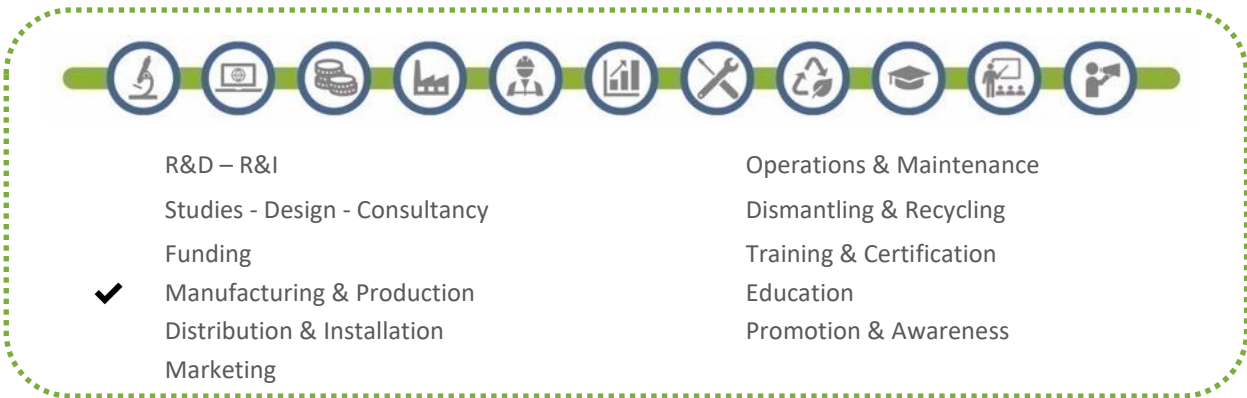 R&D – R&I
Studies - Design - Consultancy
Funding
✔ Manufacturing & Production
Distribution & Installation
Marketing
Operations & Maintenance
Dismantling & Recycling
Training & Certification
Education
Promotion & Awareness